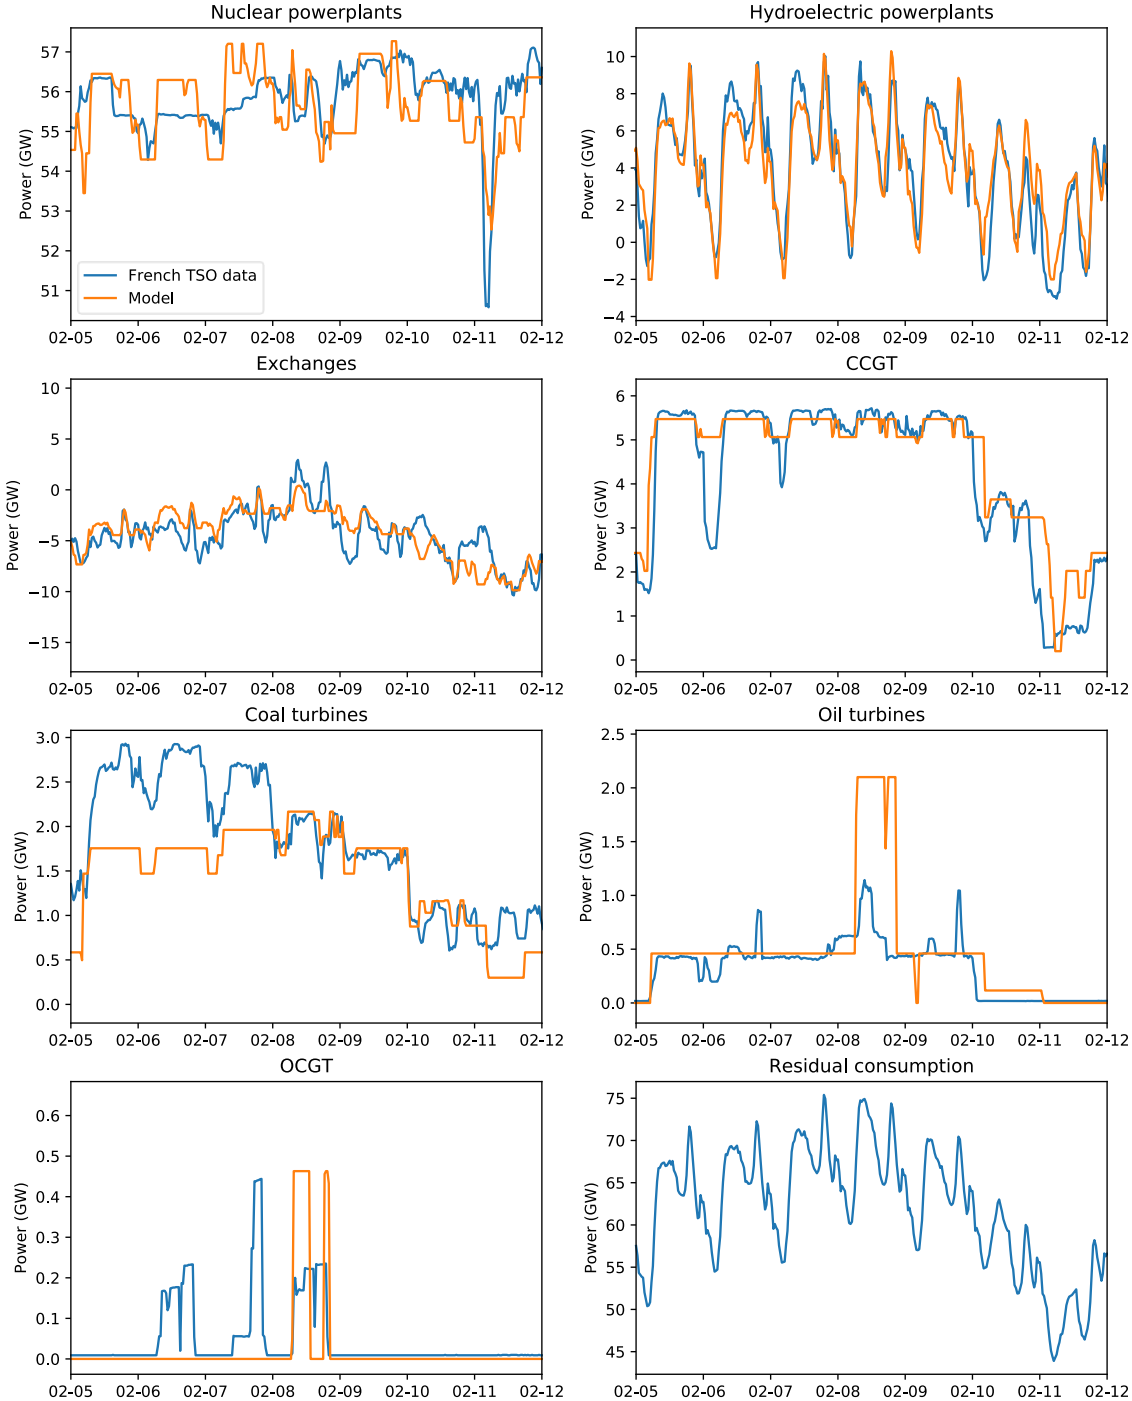 Nuclear powerplants
Power (GW)
57
56
55
54
53
52
51
French TSO data
Model
02-05 02-06 02-07 02-08 02-09 02-10 02-11 02-12
Hydroelectric powerplants
Power (GW)
10
8
6
4
2
0
−2
−4
02-05 02-06 02-07 02-08 02-09 02-10 02-11 02-12
Exchanges
Power (GW)
10
5
0
−5
−10
−15
02-05 02-06 02-07 02-08 02-09 02-10 02-11 02-12
CCGT
Power (GW)
6
5
4
3
2
1
0
02-05 02-06 02-07 02-08 02-09 02-10 02-11 02-12
Coal turbines
Power (GW)
3.0
2.5
2.0
1.5
1.0
0.5
0.0
02-05 02-06 02-07 02-08 02-09 02-10 02-11 02-12
Oil turbines
Power (GW)
2.5
2.0
1.5
1.0
0.5
0.0
02-05 02-06 02-07 02-08 02-09 02-10 02-11 02-12
OCGT
Power (GW)
0.6
0.5
0.4
0.3
0.2
0.1
0.0
02-05 02-06 02-07 02-08 02-09 02-10 02-11 02-12
Residual consumption
Power (GW)
75
70
65
60
55
50
45
02-05 02-06 02-07 02-08 02-09 02-10 02-11 02-12